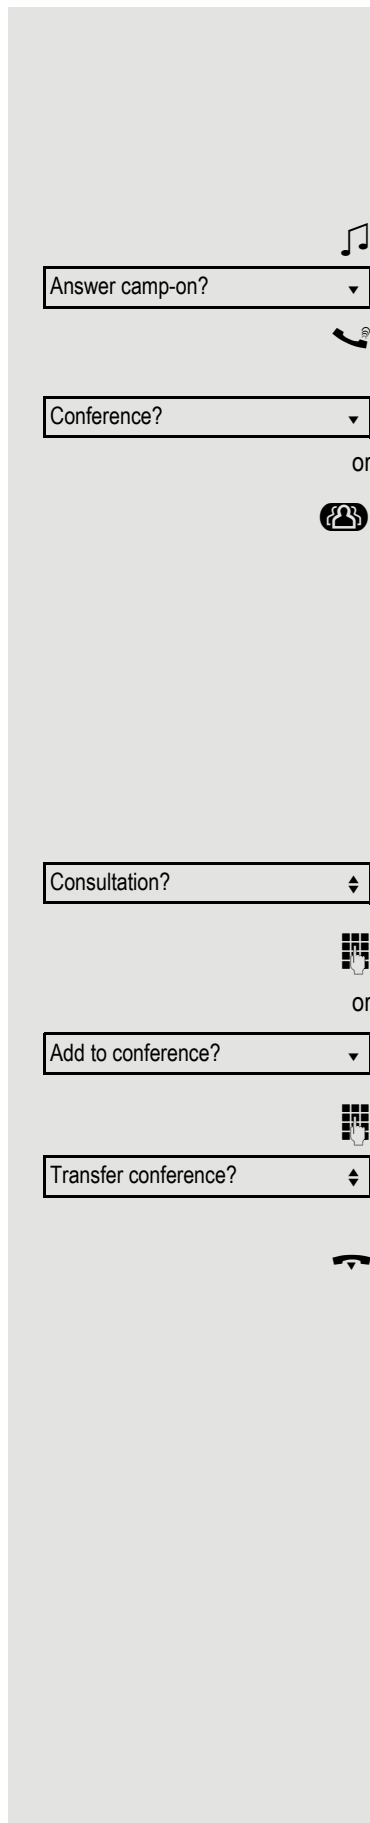 Answer camp-on?
Conference?
or
Consultation?
or
Add to conference?
Transfer conference?